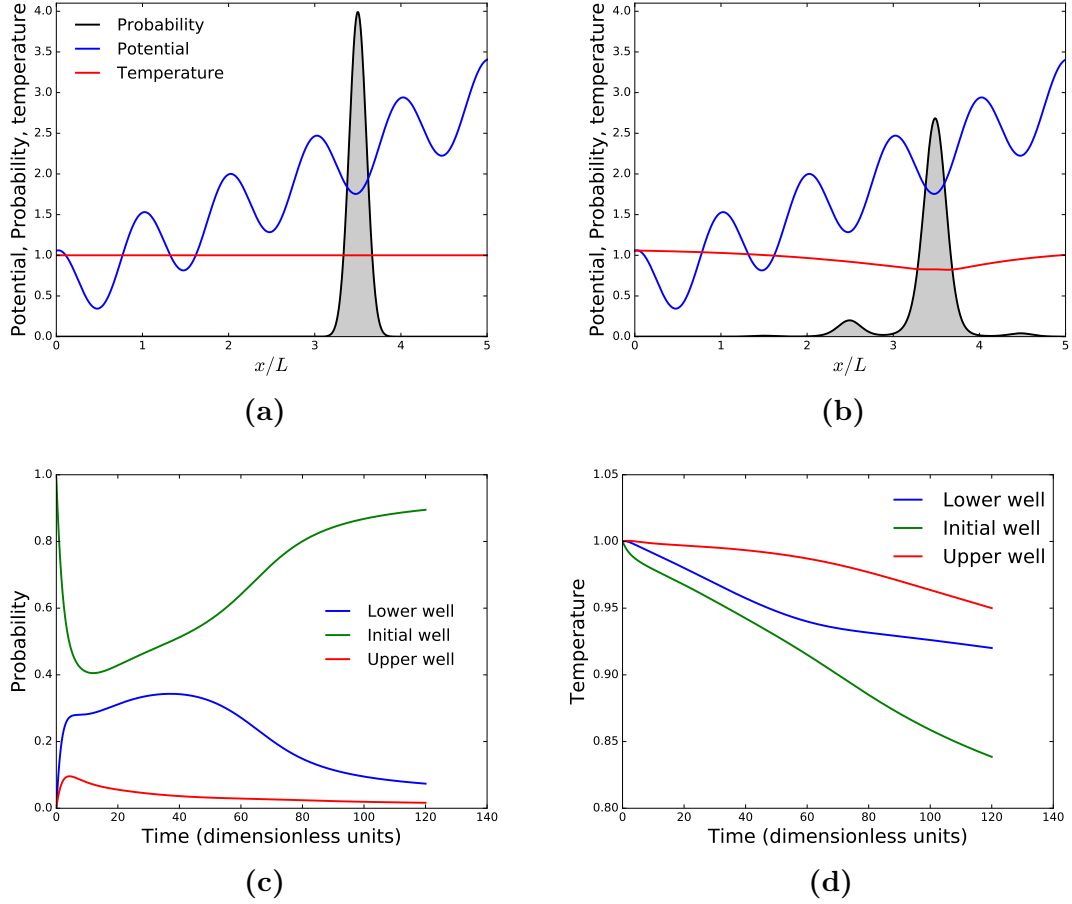 Potential, Probability, temperature
4.0
3.5
3.0
2.5
2.0
1.5
1.0
0.5
0.0
Probability
Potential
Temperature
0 1 2 3 4 5
x/L
(a)
Potential, Probability, temperature
4.0
3.5
3.0
2.5
2.0
1.5
1.0
0.5
0.0
0 1 2 3 4 5
x/L
(b)
Probability
1.0
0.8
0.6
0.4
0.2
0.0
Lower well
Initial well
Upper well
0 20 40 60 80 100 120 140
Time (dimensionless units)
(c)
Temperature
1.05
1.00
0.95
0.90
0.85
0.80
Lower well
Initial well
Upper well
0 20 40 60 80 100 120 140
Time (dimensionless units)
(d)